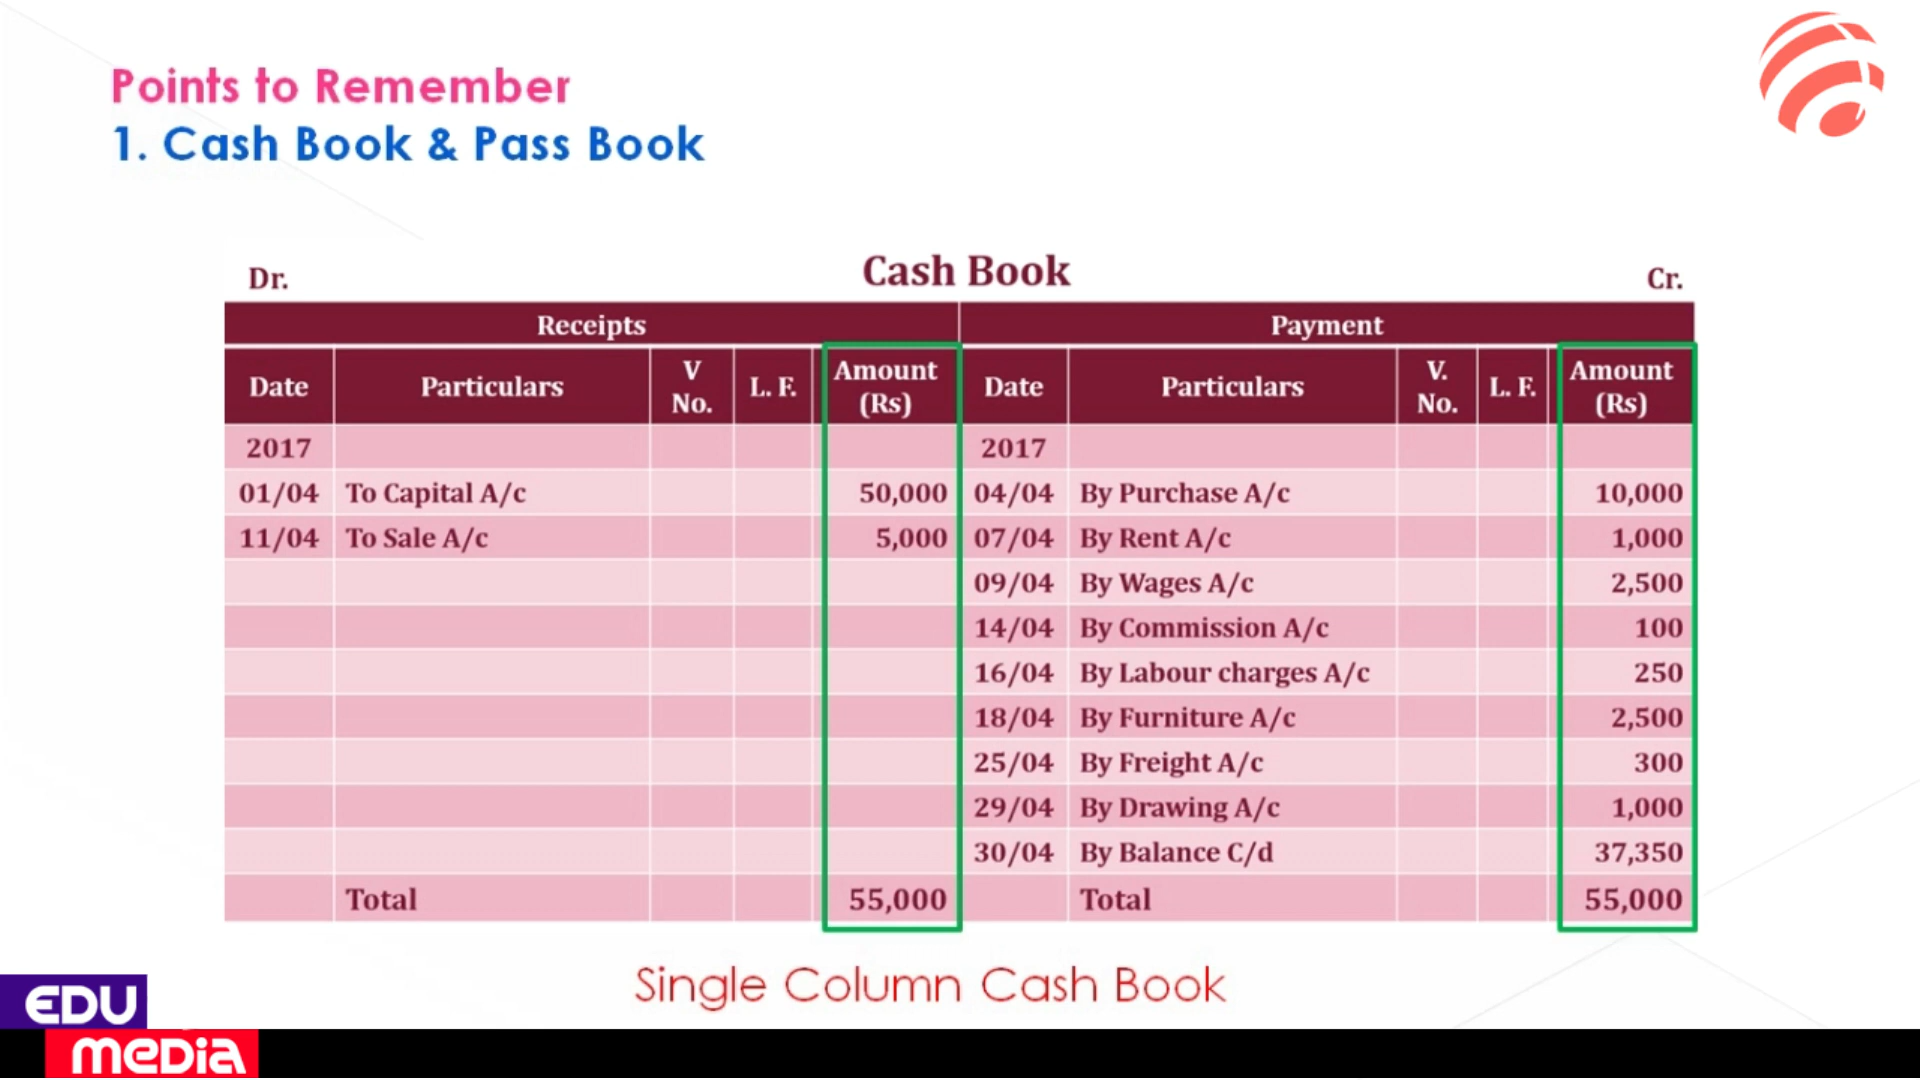 Points to Remember
1. Cash Book & Pass Book
Dr. Cash Book Cr.
Receipts Payment
Date Particulars V No. L. F. Amount (Rs) Date Particulars V. No. L. F. Amount (Rs)
2017 2017
01/04 To Capital A/c 50,000 04/04 By Purchase A/c 10,000
11/04 To Sale A/c 5,000 07/04 By Rent A/c 1,000
09/04 By Wages A/c 2,500
14/04 By Commission A/c 100
16/04 By Labour charges A/c 250
18/04 By Furniture A/c 2,500
25/04 By Freight A/c 300
29/04 By Drawing A/c 1,000
30/04 By Balance C/d 37,350
Total 55,000 Total 55,000
Single Column Cash Book
EDU
meDia